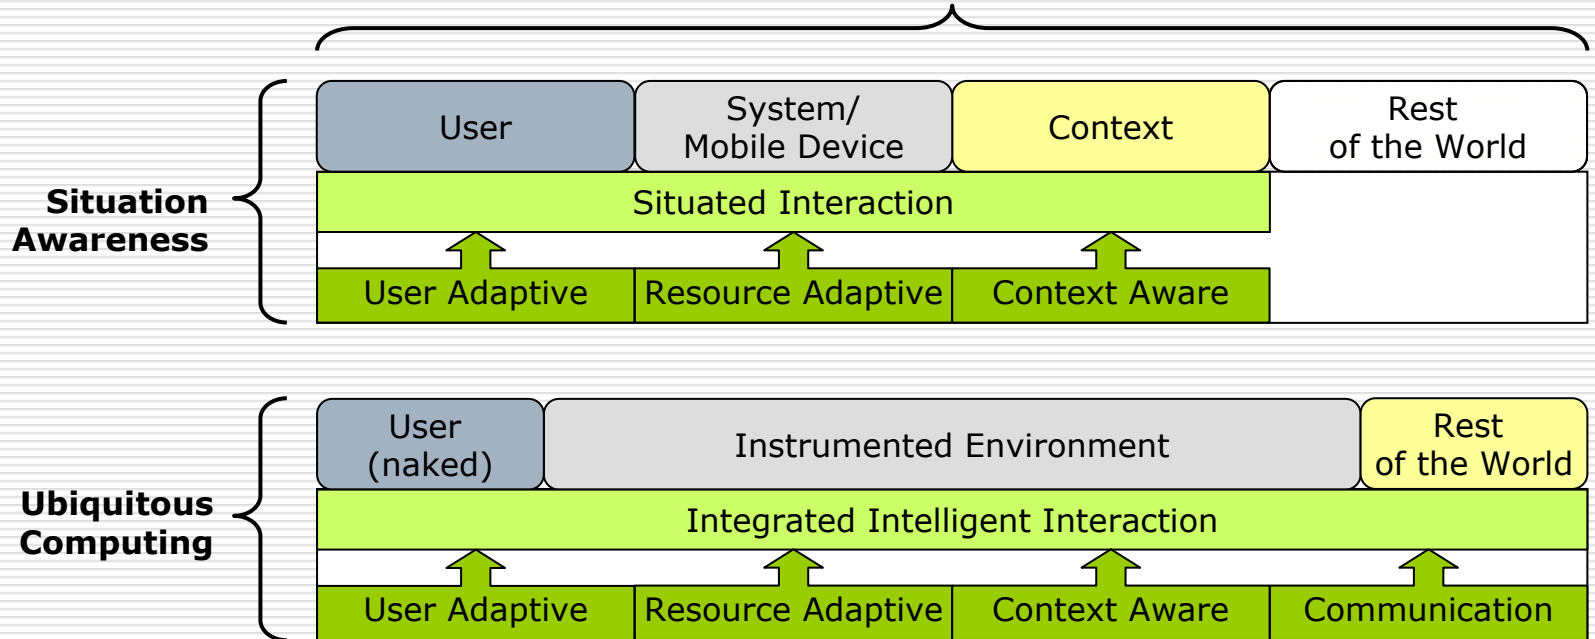 User
System/
Mobile Device
Context
Rest
of the World
Situation
Awareness
Situated Interaction
User Adaptive
Resource Adaptive
Context Aware
User
(naked)
Instrumented Environment
Rest
of the World
Ubiquitous
Computing
Integrated Intelligent Interaction
User Adaptive
Resource Adaptive
Context Aware
Communication